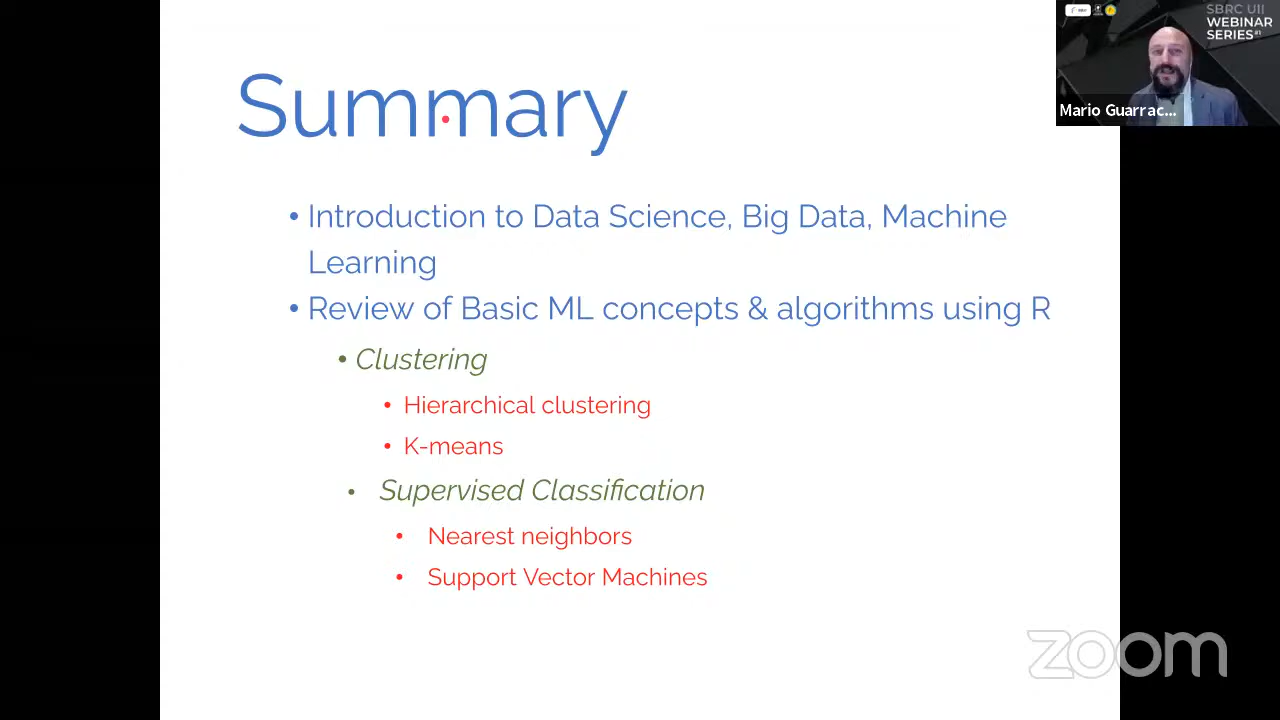 SBRC UII
WEBINAR
SERIES#1
Mario Guarrac...
Summary
• Introduction to Data Science, Big Data, Machine
Learning
• Review of Basic ML concepts & algorithms using R
• Clustering
• Hierarchical clustering
• K-means
• Supervised Classification
• Nearest neighbors
• Support Vector Machines
zoom